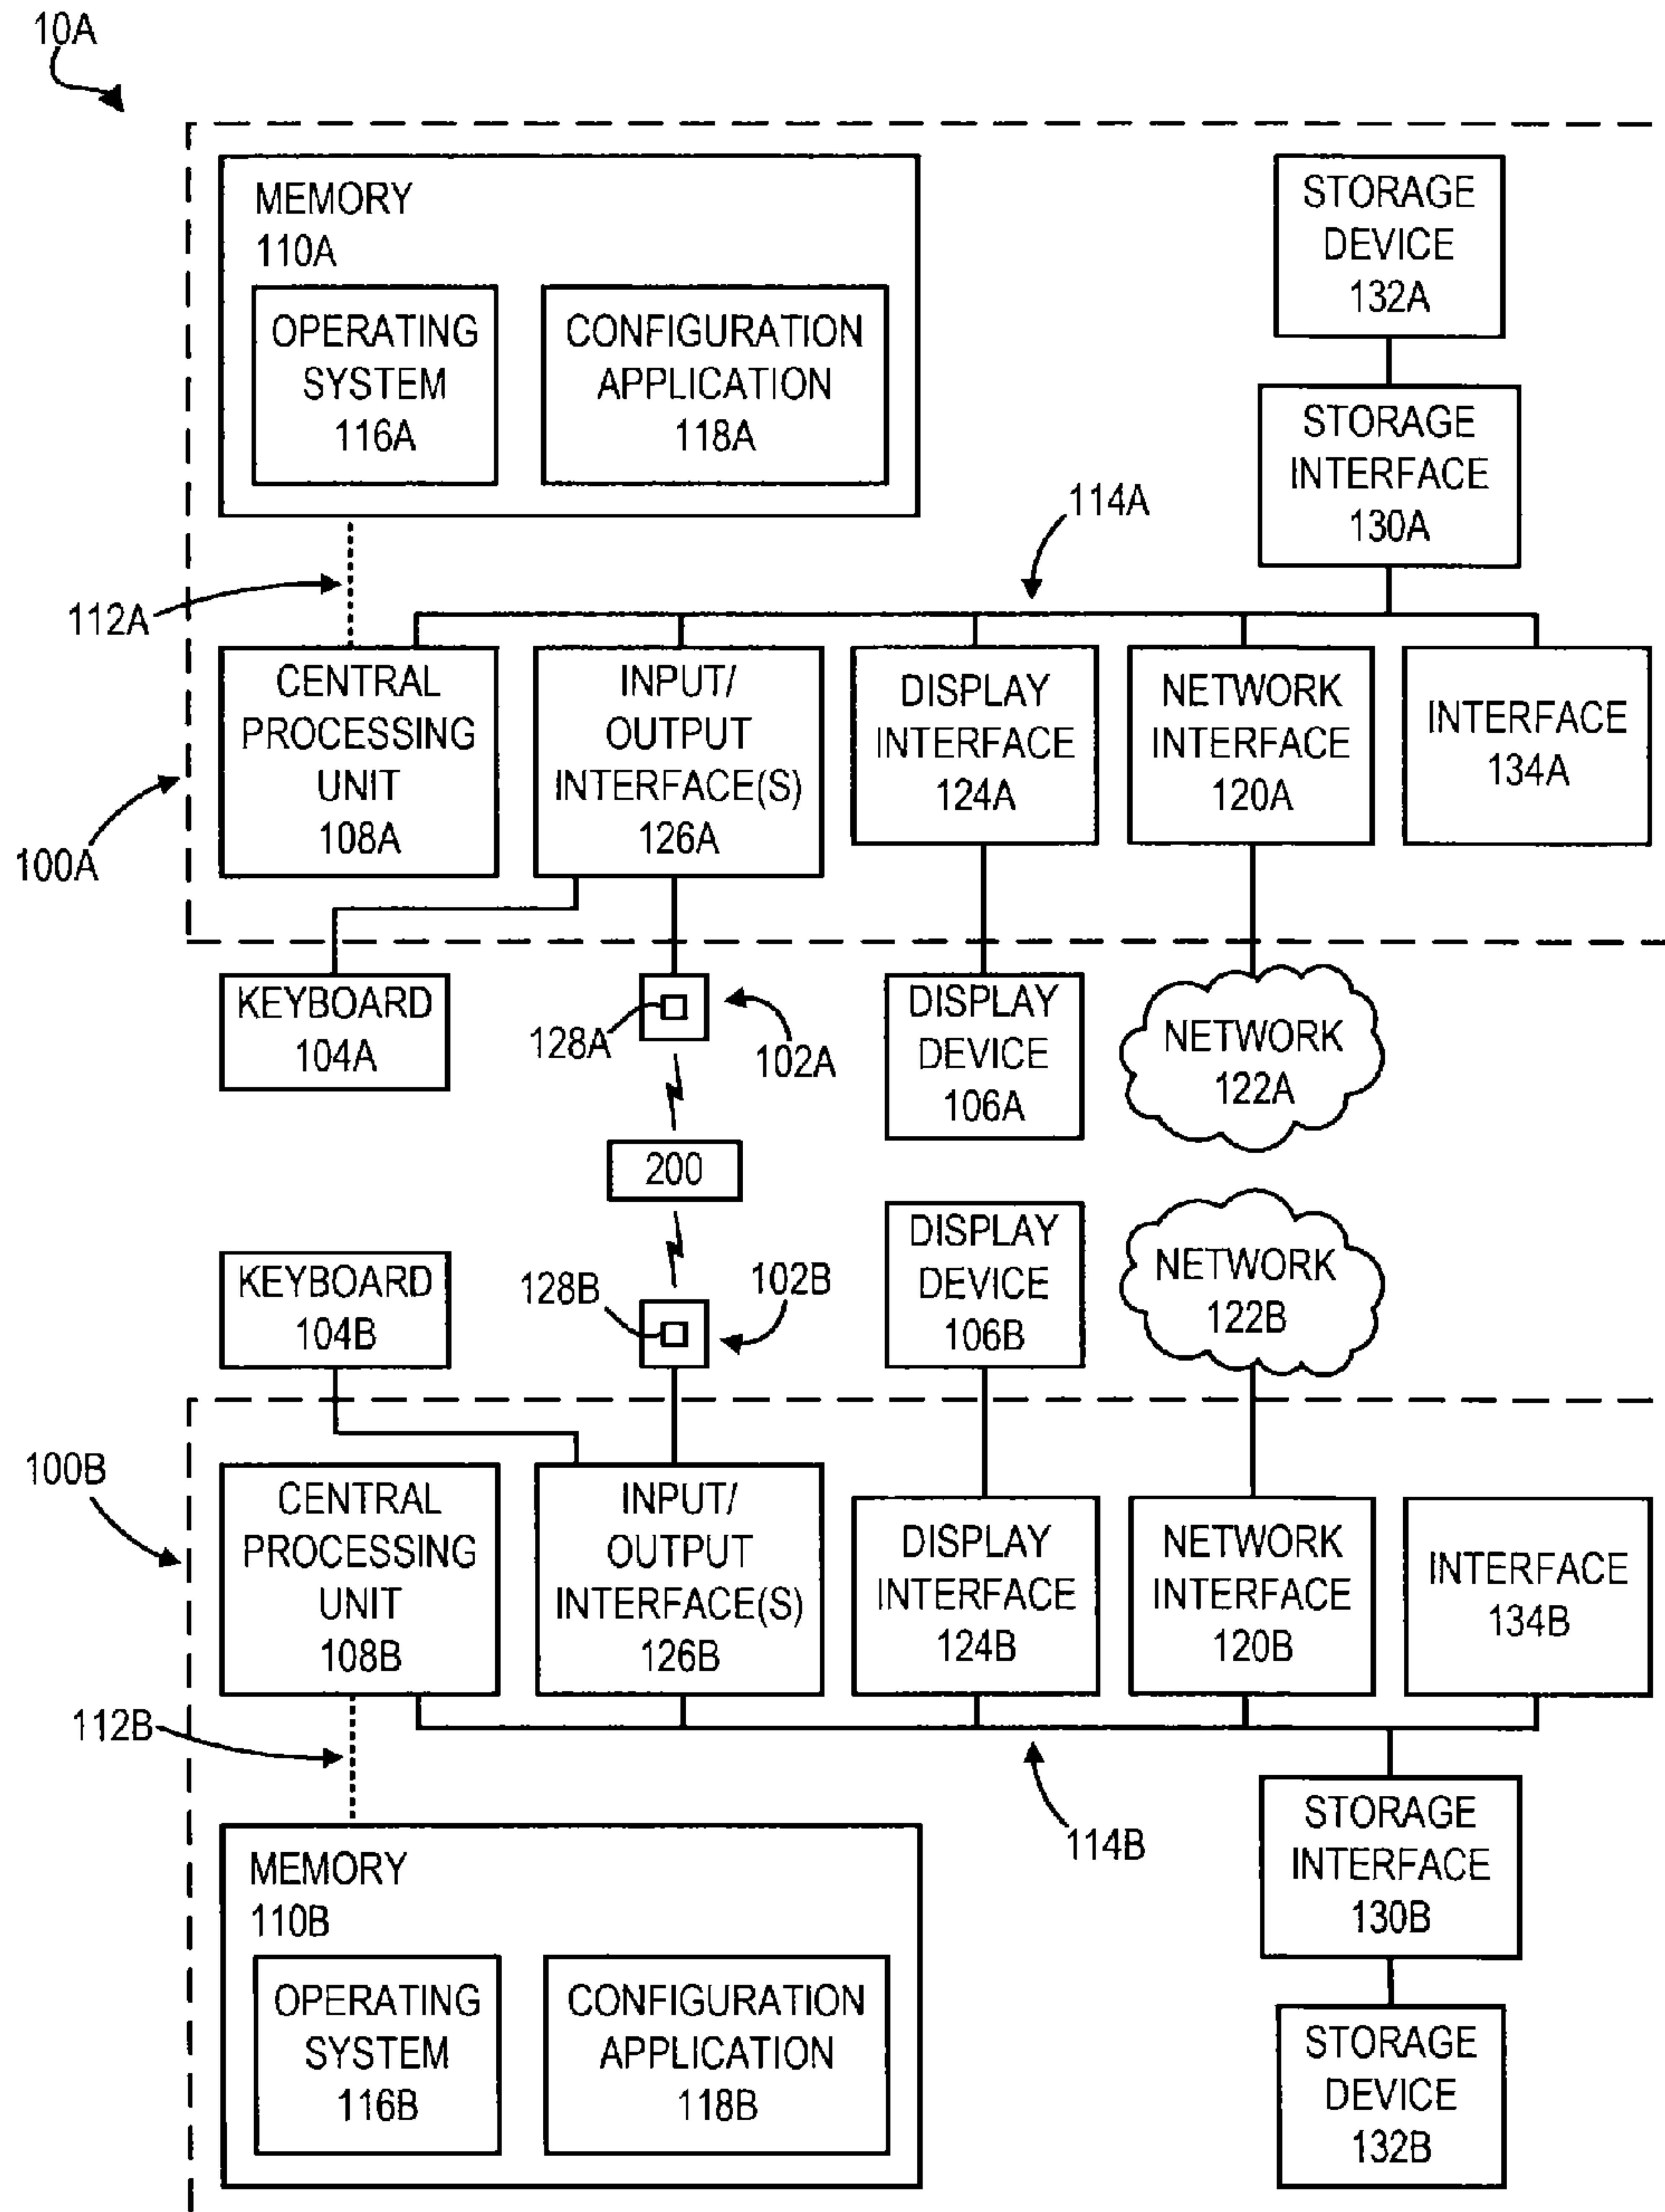 10A
MEMORY
110A
OPERATING
SYSTEM
116A
CONFIGURATION
APPLICATION
118A
STORAGE
DEVICE
132A
STORAGE
INTERFACE
130A
114A
112A
CENTRAL
PROCESSING
UNIT
108A
INPUT/
OUTPUT
INTERFACE(S)
126A
DISPLAY
INTERFACE
124A
NETWORK
INTERFACE
120A
INTERFACE
134A
100A
KEYBOARD
104A
128A
102A
DISPLAY
DEVICE
106A
NETWORK
122A
200
KEYBOARD
104B
128B
102B
DISPLAY
DEVICE
106B
NETWORK
122B
100B
CENTRAL
PROCESSING
UNIT
108B
INPUT/
OUTPUT
INTERFACE(S)
126B
DISPLAY
INTERFACE
124B
NETWORK
INTERFACE
120B
INTERFACE
134B
112B
114B
MEMORY
110B
OPERATING
SYSTEM
116B
CONFIGURATION
APPLICATION
118B
STORAGE
INTERFACE
130B
STORAGE
DEVICE
132B